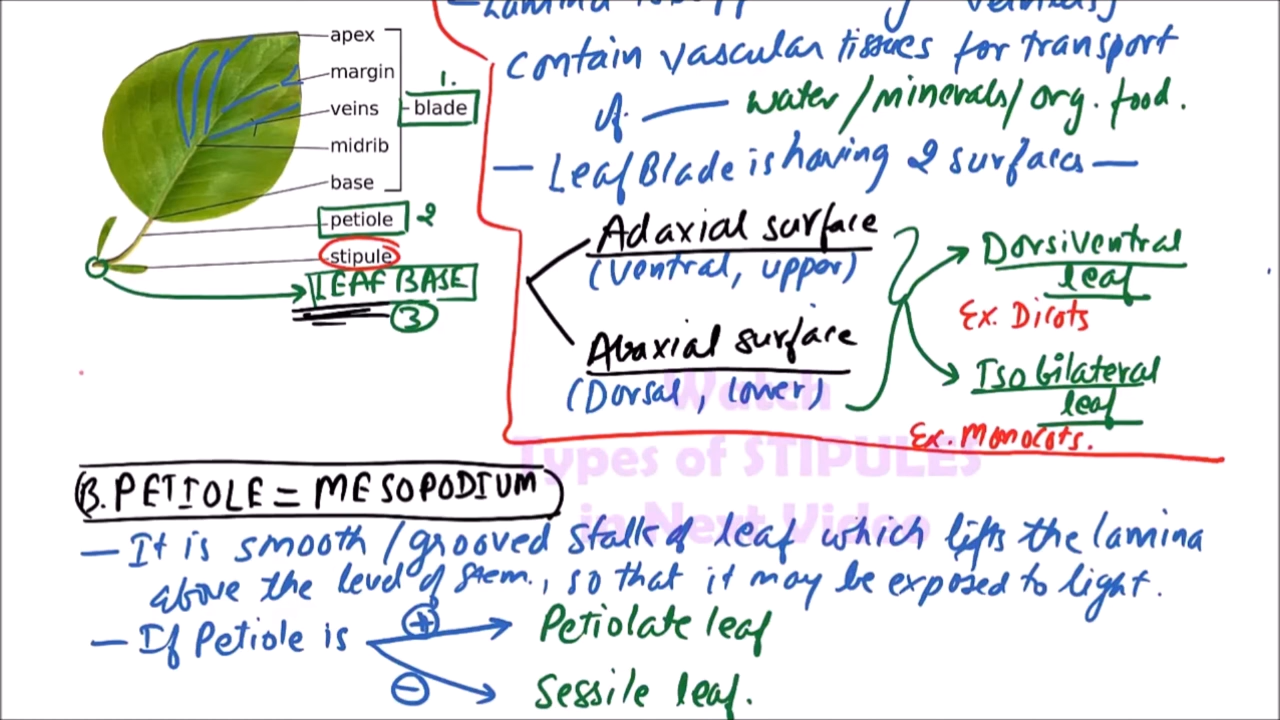 apex
margin
veins
midrib
base
1.
blade
petiole 2
stipule
LEAF BASE
3
contain vascular tissues for transport
of — water/minerals/org. food.
— Leaf Blade is having 2 surfaces —
Adaxial surface
(Ventral, upper)
Abaxial surface
(Dorsal, lower)
Dorsiventral
leaf
Ex. Dicots
Isobilateral
leaf
Ex. Monocots.
Watch
Types of STIPULES
in Next Video
B. PETIOLE = MESOPODIUM
— It is smooth/grooved stalk of leaf which lifts the lamina
above the level of stem., so that it may be exposed to light.
— If Petiole is
+ Petiolate leaf
− Sessile leaf.